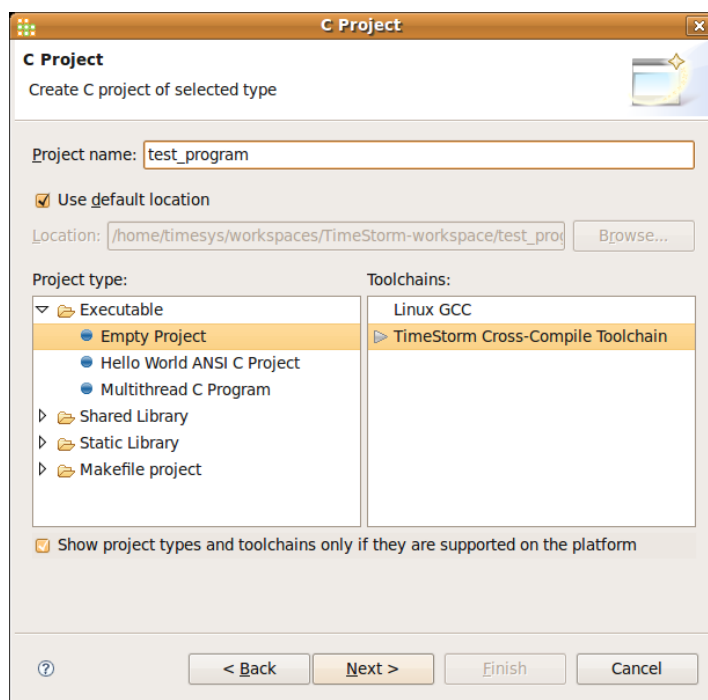 C Project
C Project
Create C project of selected type
Project name: test_program
Use default location
Location: /home/timesys/workspaces/TimeStorm-workspace/test_prog Browse...
Project type: Toolchains:
Executable Linux GCC
Empty Project TimeStorm Cross-Compile Toolchain
Hello World ANSI C Project
Multithread C Program
Shared Library
Static Library
Makefile project
Show project types and toolchains only if they are supported on the platform
? < Back Next > Finish Cancel